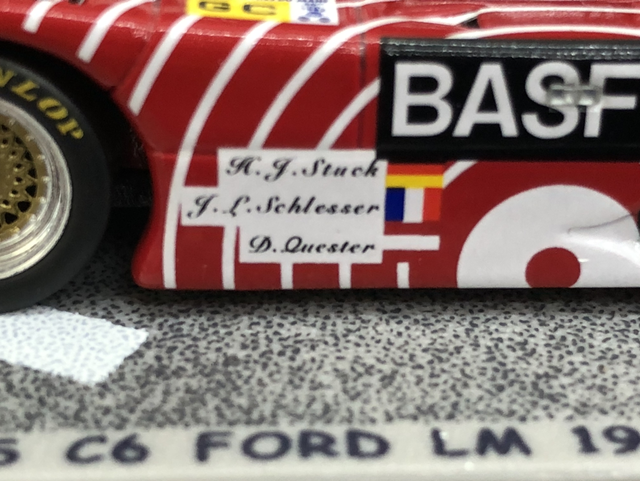 GC
DUNLOP
BASF
H.J.Stuck
J.L.Schlesser
D.Quester
C6 FORD LM 19